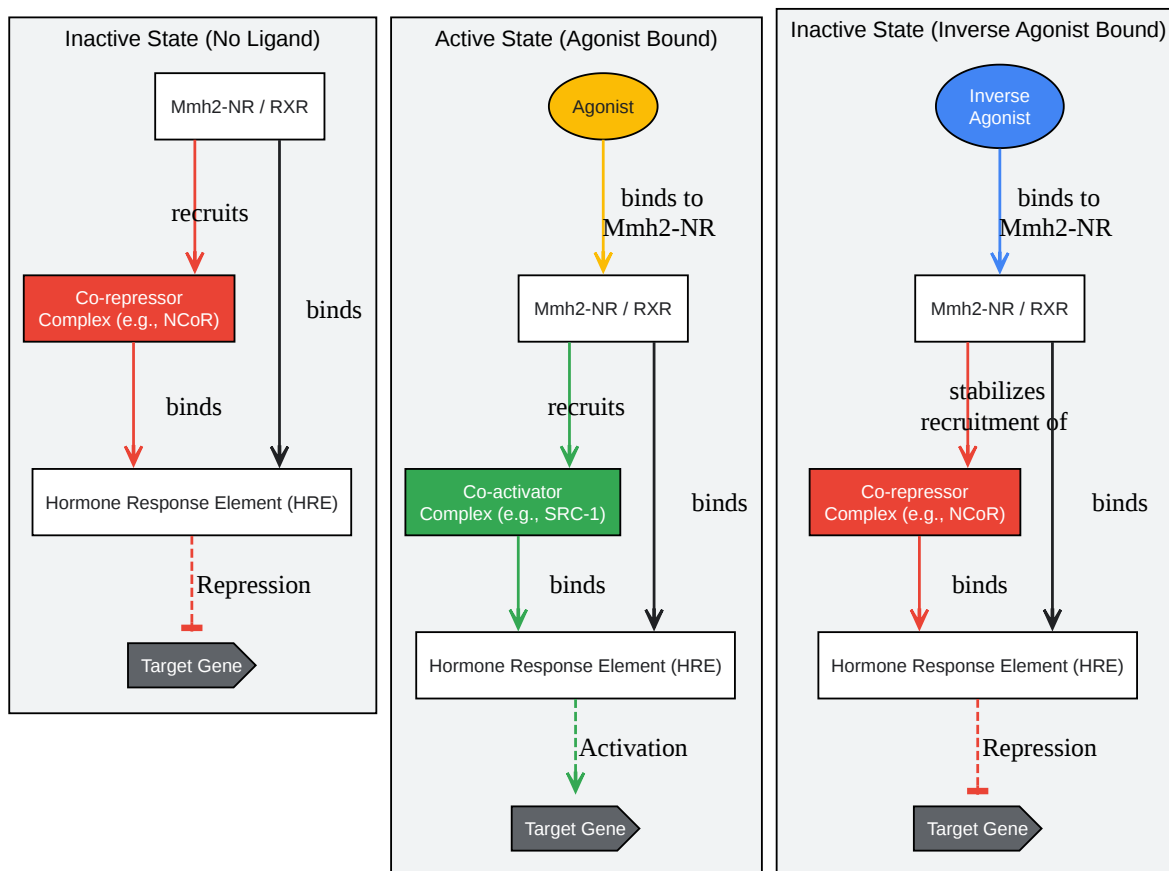 Inactive State (No Ligand)
Mmh2-NR / RXR
recruits
Co-repressor
Complex (e.g., NCoR)
binds
binds
Hormone Response Element (HRE)
Repression
Target Gene
Active State (Agonist Bound)
Agonist
binds to
Mmh2-NR
Mmh2-NR / RXR
recruits
Co-activator
Complex (e.g., SRC-1)
binds
binds
Hormone Response Element (HRE)
Activation
Target Gene
Inactive State (Inverse Agonist Bound)
Inverse
Agonist
binds to
Mmh2-NR
Mmh2-NR / RXR
stabilizes
recruitment of
Co-repressor
Complex (e.g., NCoR)
binds
binds
Hormone Response Element (HRE)
Repression
Target Gene